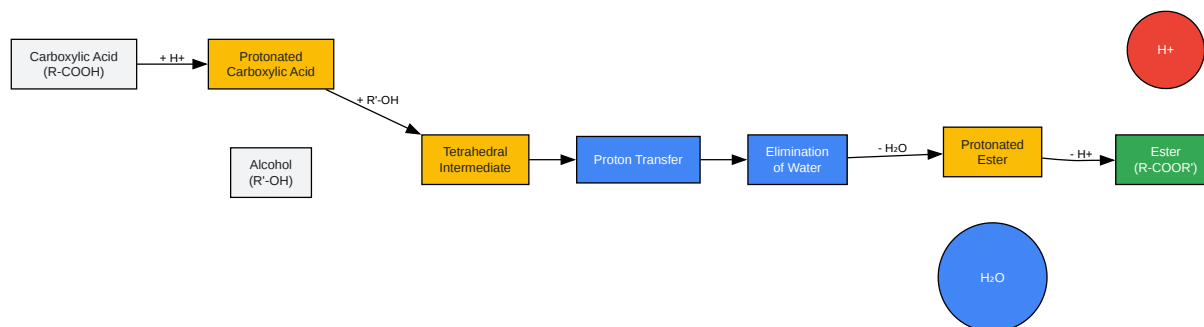 Carboxylic Acid
(R-COOH)
+ H+
Protonated
Carboxylic Acid
+ R'-OH
Alcohol
(R'-OH)
Tetrahedral
Intermediate
Proton Transfer
Elimination
of Water
- H₂O
Protonated
Ester
- H+
Ester
(R-COOR')
H+
H₂O